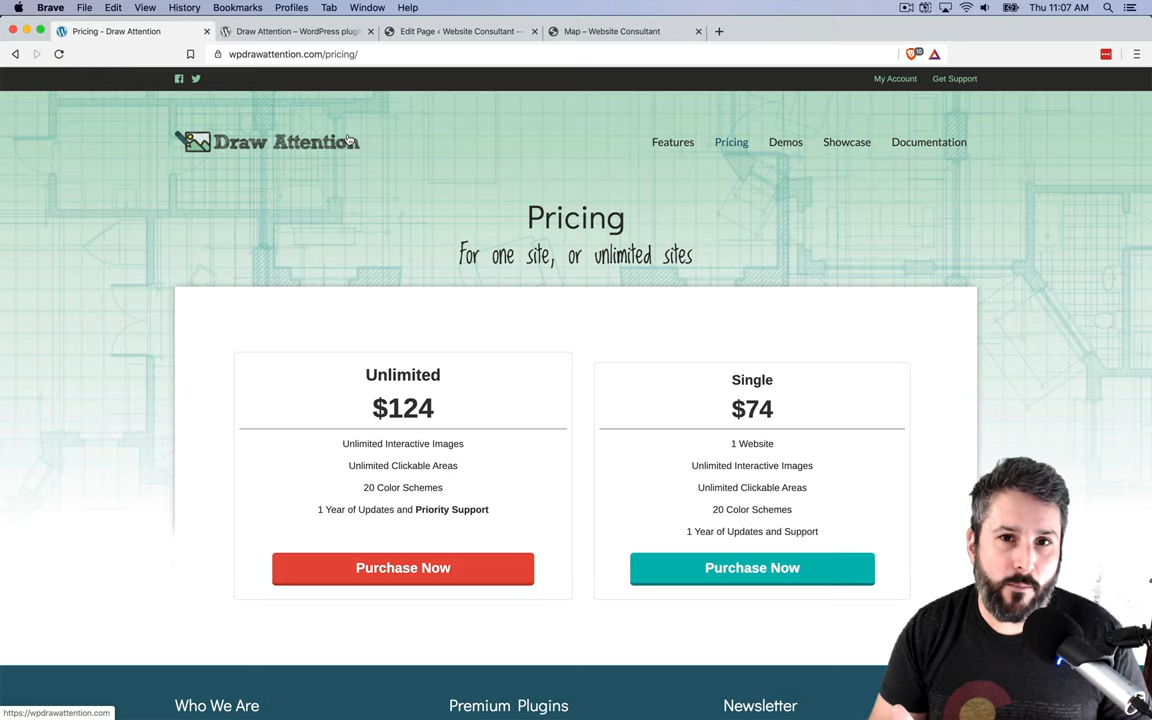 Brave File Edit View History Bookmarks Profiles Tab Window Help Thu 11:07 AM
Pricing - Draw Attention
Draw Attention – WordPress plugi
Edit Page ‹ Website Consultant —
Map – Website Consultant
wpdrawattention.com/pricing/
10
My Account Get Support
Draw Attention
Features Pricing Demos Showcase Documentation
Pricing
For one site, or unlimited sites
Unlimited
$124
Unlimited Interactive Images
Unlimited Clickable Areas
20 Color Schemes
1 Year of Updates and Priority Support
Purchase Now
Single
$74
1 Website
Unlimited Interactive Images
Unlimited Clickable Areas
20 Color Schemes
1 Year of Updates and Support
Purchase Now
Who We Are
Premium Plugins
Newsletter
https://wpdrawattention.com